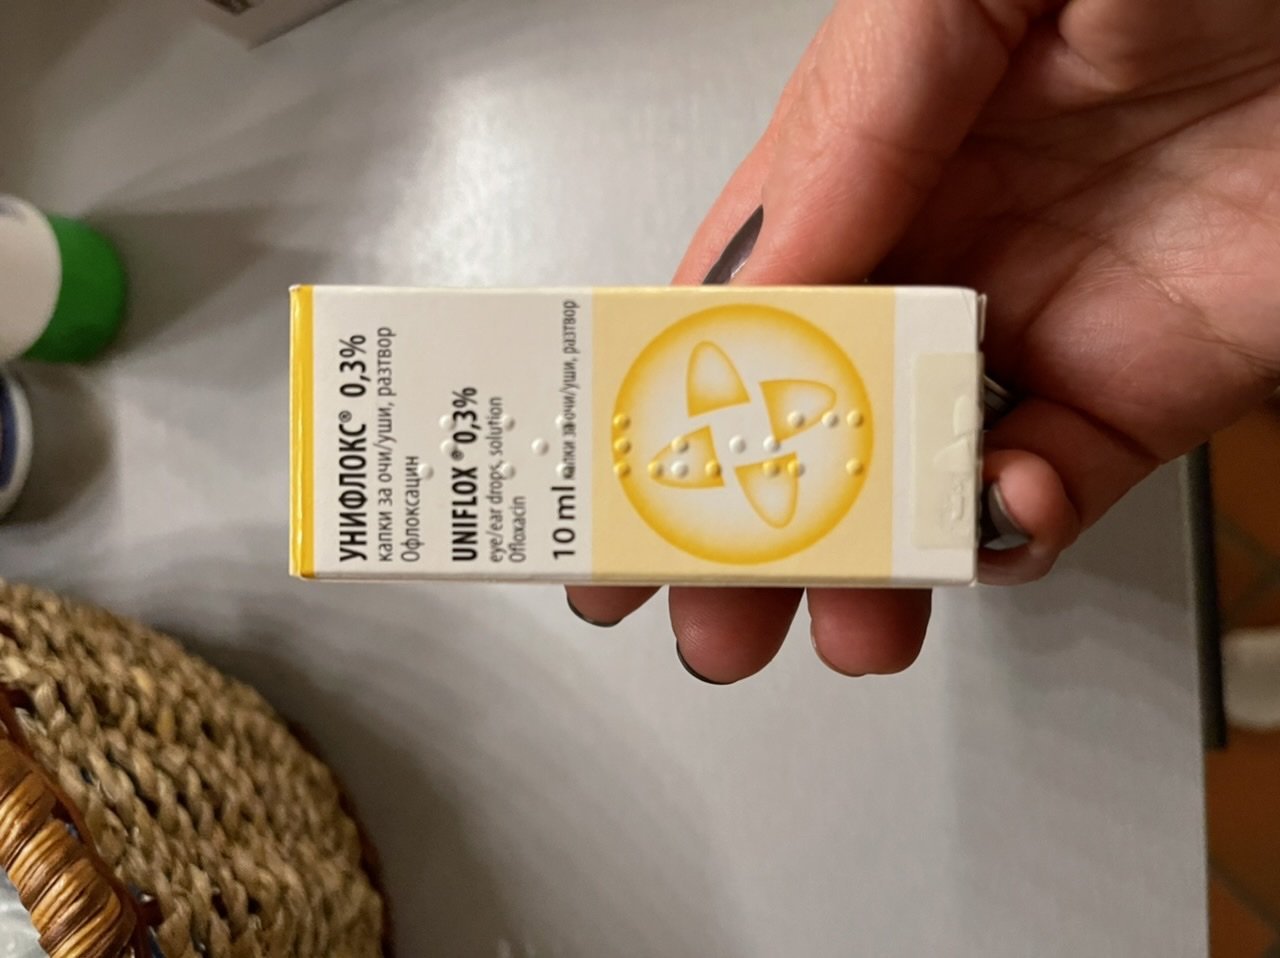 УНИФЛОКС® 0,3%
капки за очи/уши, разтвор
Офлоксацин
UNIFLOX® 0,3%
eye/ear drops, solution
Ofloxacin
10 ml капки за очи/уши, разтвор